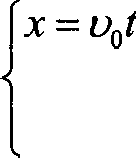 x = υ₀t